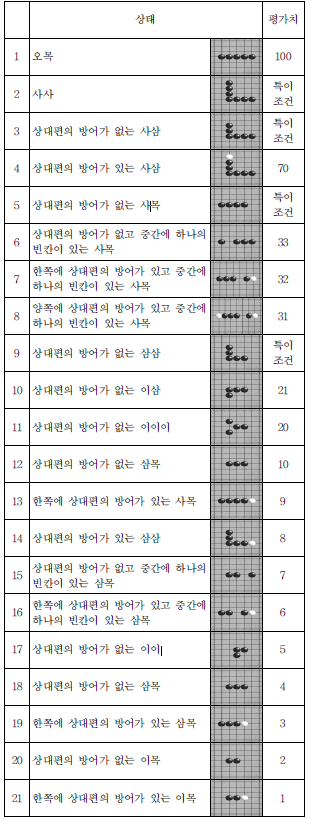 상태 평가치
1 오목 100
2 사사 특이
조건
3 상대편의 방어가 없는 사삼 특이
조건
4 상대편의 방어가 있는 사삼 70
5 상대편의 방어가 없는 사목 특이
조건
6 상대편의 방어가 없고 중간에 하나의
빈칸이 있는 사목 33
7 한쪽에 상대편의 방어가 있고 중간에
하나의 빈칸이 있는 사목 32
8 양쪽에 상대편의 방어가 있고 중간에
하나의 빈칸이 있는 사목 31
9 상대편의 방어가 없는 삼삼 특이
조건
10 상대편의 방어가 없는 이삼 21
11 상대편의 방어가 없는 이이이 20
12 상대편의 방어가 없는 삼목 10
13 한쪽에 상대편의 방어가 있는 사목 9
14 상대편의 방어가 있는 삼삼 8
15 상대편의 방어가 없고 중간에 하나의
빈칸이 있는 삼목 7
16 한쪽에 상대편의 방어가 있고 중간에
하나의 빈칸이 있는 삼목 6
17 상대편의 방어가 없는 이이 5
18 상대편의 방어가 없는 삼목 4
19 한쪽에 상대편의 방어가 있는 삼목 3
20 상대편의 방어가 없는 이목 2
21 한쪽에 상대편의 방어가 있는 이목 1